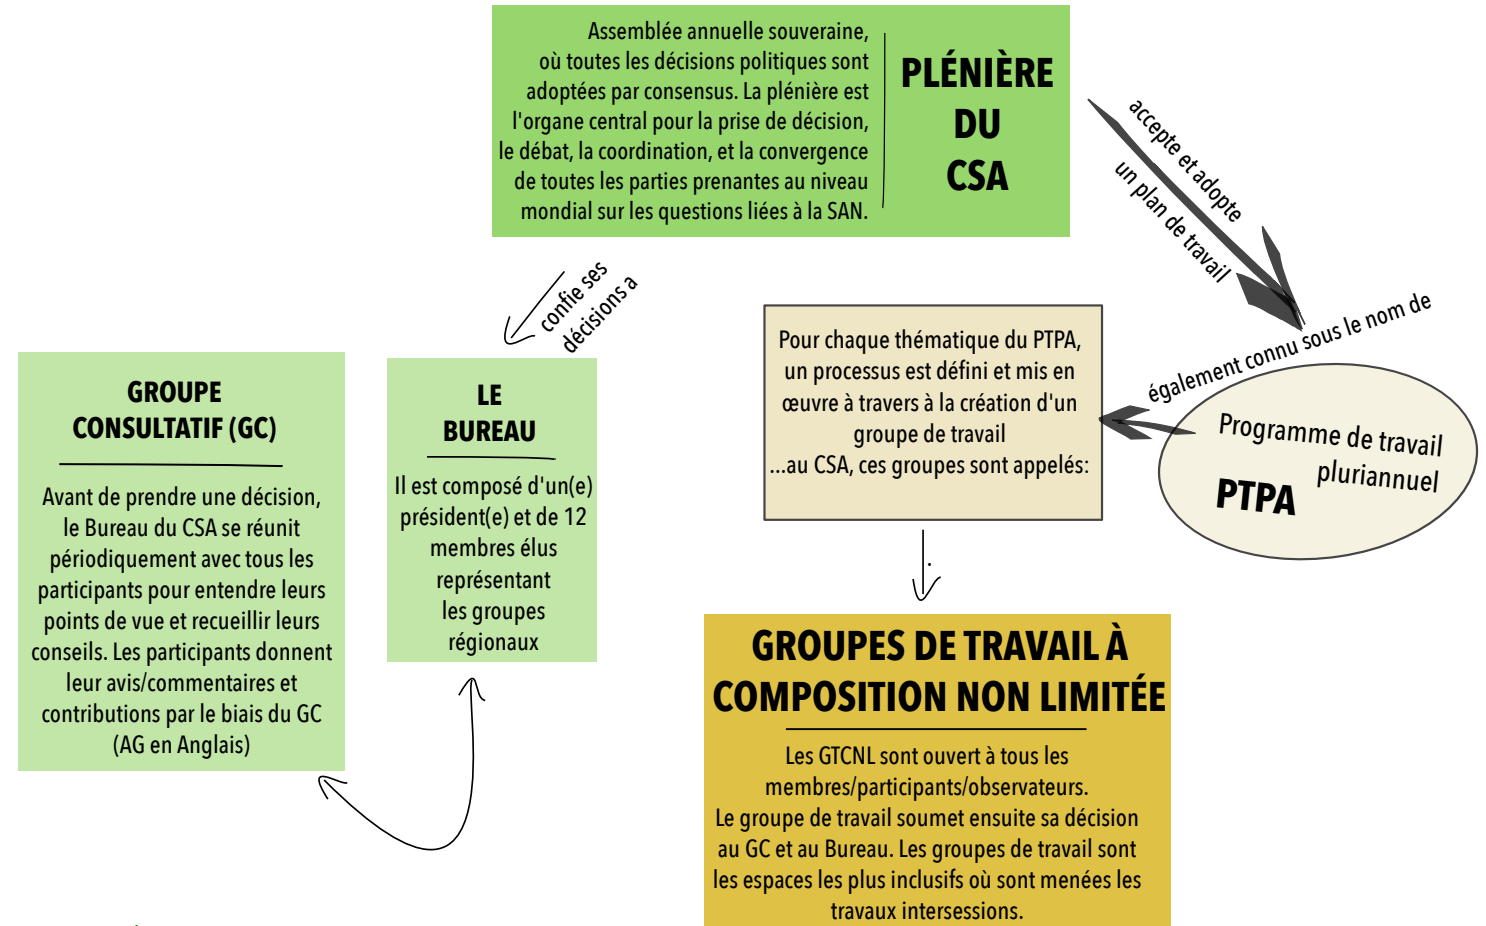 Assemblée annuelle souveraine,
où toutes les décisions politiques sont
adoptées par consensus. La plénière est
l'organe central pour la prise de décision,
le débat, la coordination, et la convergence
de toutes les parties prenantes au niveau
mondial sur les questions liées à la SAN.
PLÉNIÈRE
DU
CSA
accepte et adopte
un plan de travail
confie ses
décisions a
également connu sous le nom de
Programme de travail
pluriannuel
PTPA
Pour chaque thématique du PTPA,
un processus est défini et mis en
œuvre à travers à la création d'un
groupe de travail
...au CSA, ces groupes sont appelés:
GROUPE
CONSULTATIF (GC)
Avant de prendre une décision,
le Bureau du CSA se réunit
périodiquement avec tous les
participants pour entendre leurs
points de vue et recueillir leurs
conseils. Les participants donnent
leur avis/commentaires et
contributions par le biais du GC
(AG en Anglais)
LE
BUREAU
Il est composé d'un(e)
président(e) et de 12
membres élus
représentant
les groupes
régionaux
GROUPES DE TRAVAIL À
COMPOSITION NON LIMITÉE
Les GTCNL sont ouvert à tous les
membres/participants/observateurs.
Le groupe de travail soumet ensuite sa décision
au GC et au Bureau. Les groupes de travail sont
les espaces les plus inclusifs où sont menées les
travaux intersessions.